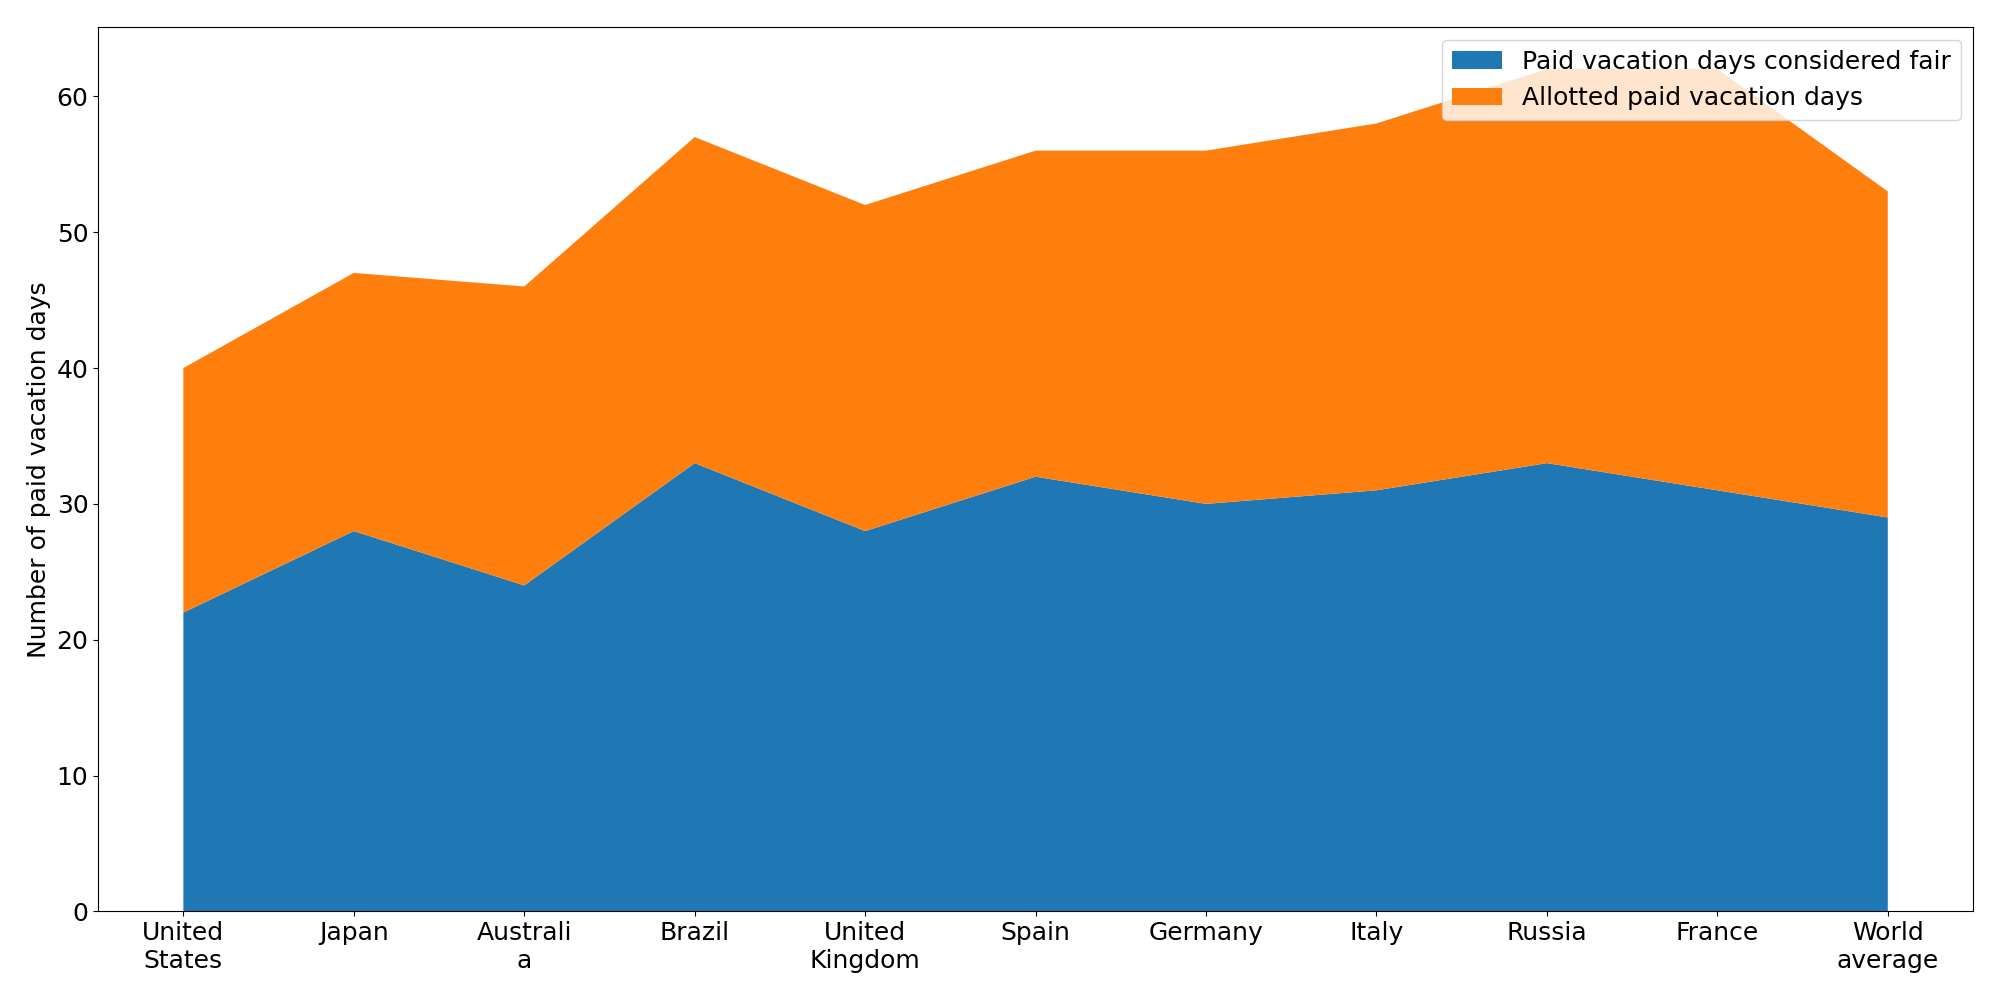 Paid vacation days considered fair
Allotted paid vacation days
Number of paid vacation days
60
50
40
30
20
10
0
United
States
Japan
Australi
a
Brazil
United
Kingdom
Spain
Germany
Italy
Russia
France
World
average